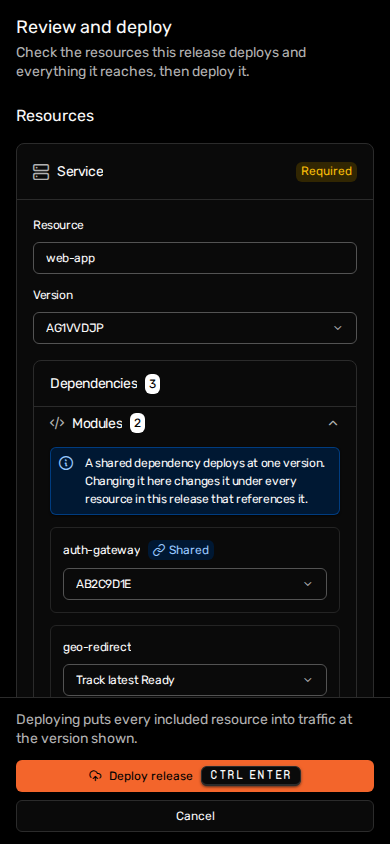 Review and deploy
Check the resources this release deploys and
everything it reaches, then deploy it.
Resources
Service
Required
Resource
web-app
Version
AG1VVDJP
Dependencies 3
Modules 2
A shared dependency deploys at one version.
Changing it here changes it under every
resource in this release that references it.
auth-gateway Shared
AB2C9D1E
geo-redirect
Track latest Ready
Deploying puts every included resource into traffic at
the version shown.
Deploy release CTRL ENTER
Cancel